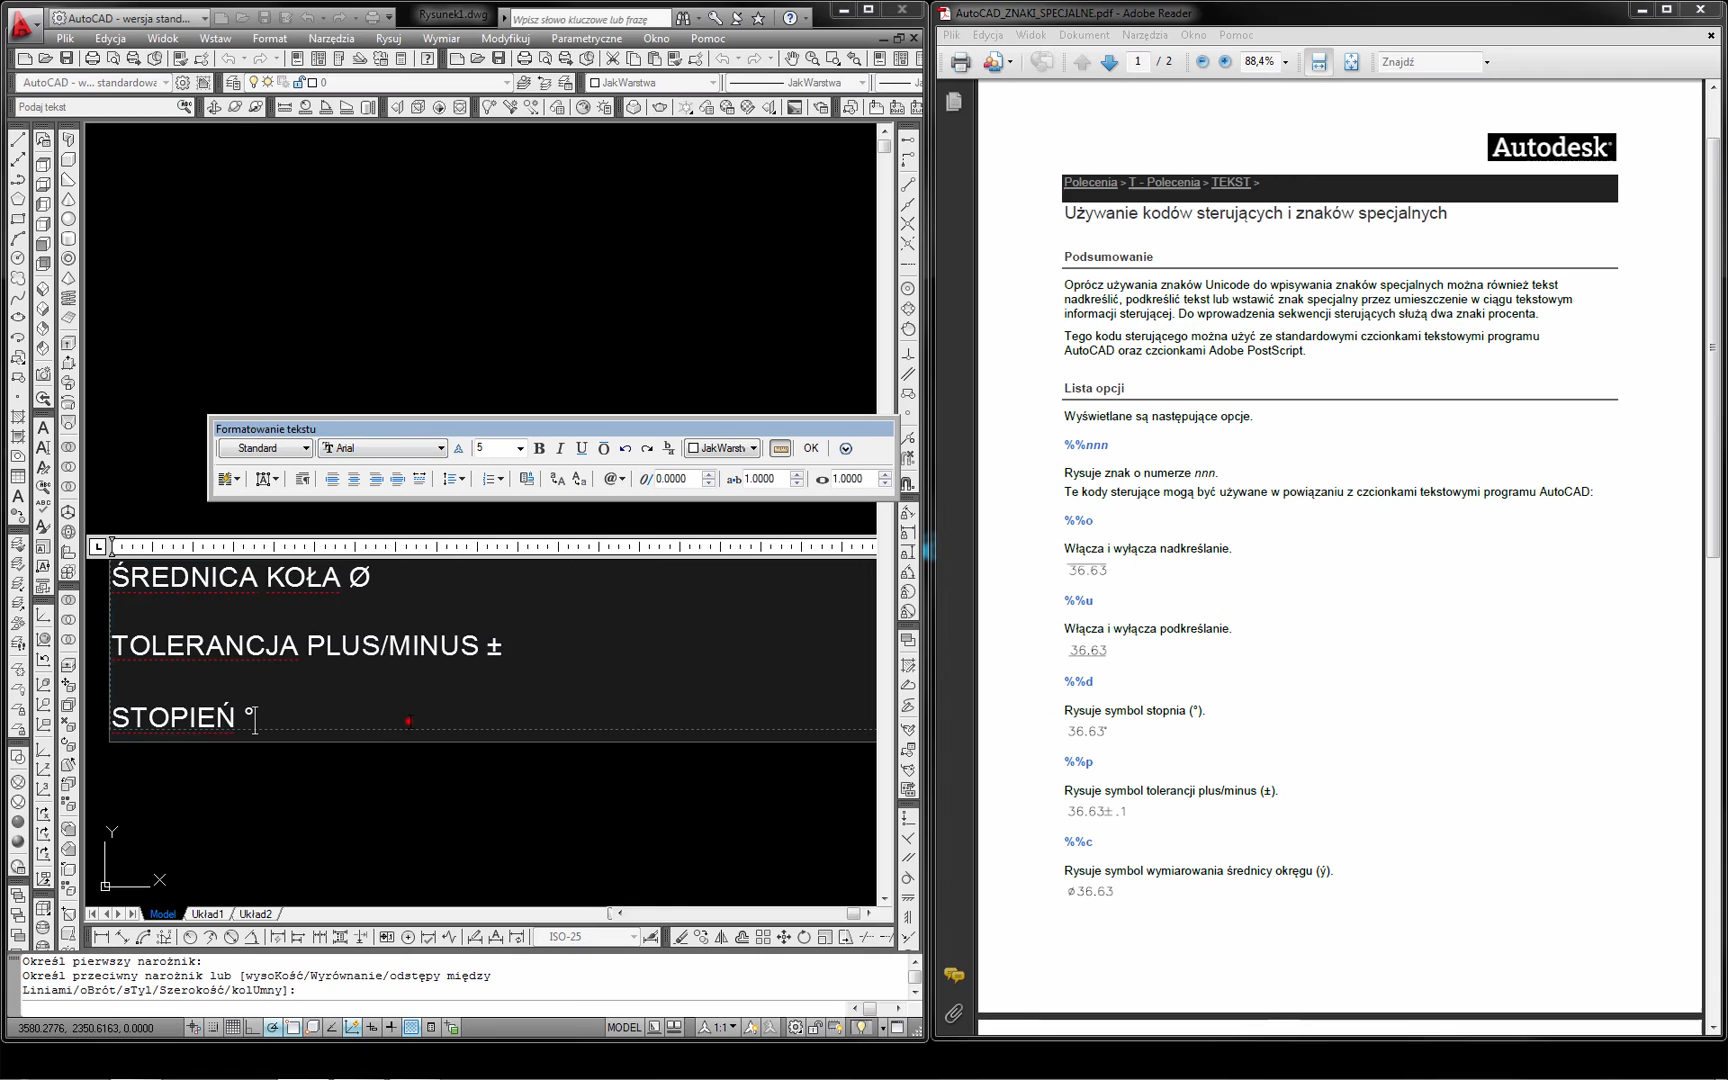 AutoCAD - wersja stand...
Rysunek1.dwg
Wpisz słowo kluczowe lub frazę
Plik Edycja Widok Wstaw Format Narzędzia Rysuj Wymiar Modyfikuj Parametryczne Okno Pomoc
AutoCAD - w... standardowa
0
JakWarstwa
JakWarstwa
Podaj tekst
Formatowanie tekstu
Standard
Arial
5
B I U O
JakWarstw
OK
@
0.0000
a•b 1.0000
1.0000
L
ŚREDNICA KOŁA Ø
TOLERANCJA PLUS/MINUS ±
STOPIEŃ °
Y
X
Model Układ1 Układ2
ISO-25
Określ pierwszy narożnik:
Określ przeciwny narożnik lub [wysoKość/Wyrównanie/odstępy między
Liniami/oBrót/sTyl/Szerokość/kolUmny]:
3580.2776, 2350.6163, 0.0000
MODEL
1:1
AutoCAD_ZNAKI_SPECJALNE.pdf - Adobe Reader
Plik Edycja Widok Dokument Narzędzia Okno Pomoc
1 / 2
88,4%
Znajdź
Autodesk
Polecenia > T - Polecenia > TEKST >
Używanie kodów sterujących i znaków specjalnych
Podsumowanie
Oprócz używania znaków Unicode do wpisywania znaków specjalnych można również tekst
nadkreślić, podkreślić tekst lub wstawić znak specjalny przez umieszczenie w ciągu tekstowym
informacji sterującej. Do wprowadzenia sekwencji sterujących służą dwa znaki procenta.
Tego kodu sterującego można użyć ze standardowymi czcionkami tekstowymi programu
AutoCAD oraz czcionkami Adobe PostScript.
Lista opcji
Wyświetlane są następujące opcje.
%%nnn
Rysuje znak o numerze nnn.
Te kody sterujące mogą być używane w powiązaniu z czcionkami tekstowymi programu AutoCAD:
%%o
Włącza i wyłącza nadkreślanie.
36.63
%%u
Włącza i wyłącza podkreślanie.
36.63
%%d
Rysuje symbol stopnia (°).
36.63°
%%p
Rysuje symbol tolerancji plus/minus (±).
36.63± .1
%%c
Rysuje symbol wymiarowania średnicy okręgu (ý).
ø36.63